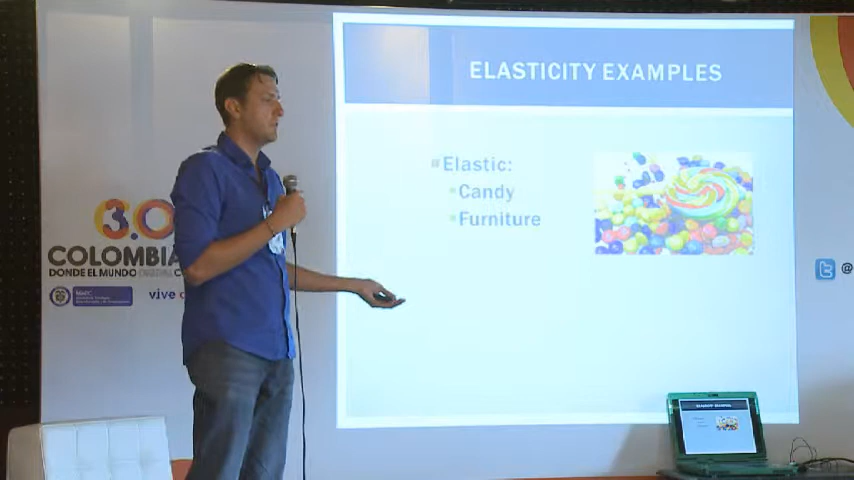 ELASTICITY EXAMPLES
Elastic:
Candy
Furniture
3.0
COLOMBIA
DONDE EL MUNDO
vive
@